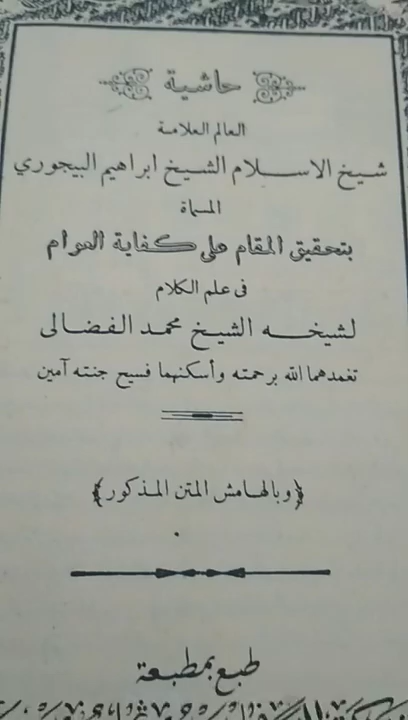 حاشية
العالم العلامة
شيخ الاسلام الشيخ ابراهيم البيجوري
المسماة
بتحقيق المقام على كفاية العوام
فى علم الكلام
لشيخه الشيخ محمد الفضالى
تغمدهما الله برحمته وأسكنهما فسيح جنته آمين
﴿وبالهامش المتن المذكور﴾
طبع بمطبعة